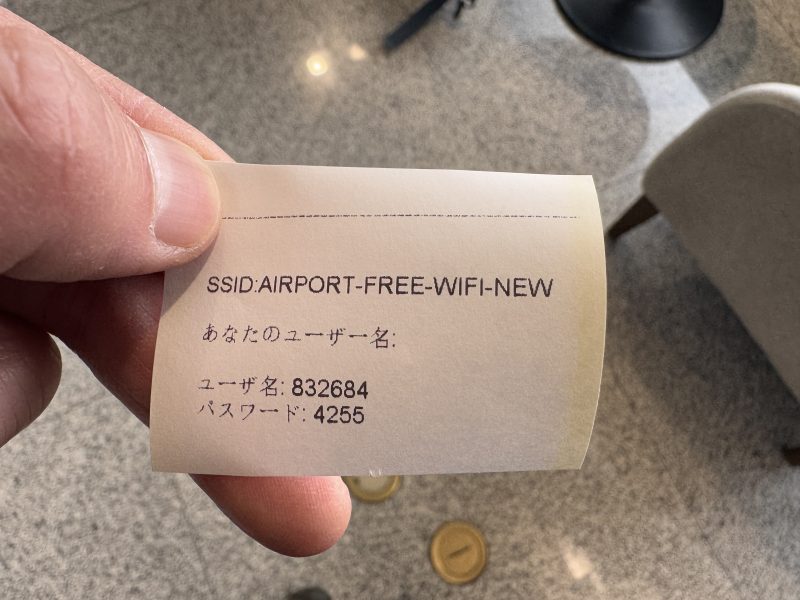 SSID:AIRPORT-FREE-WIFI-NEW
あなたのユーザー名:
ユーザ名: 832684
パスワード: 4255